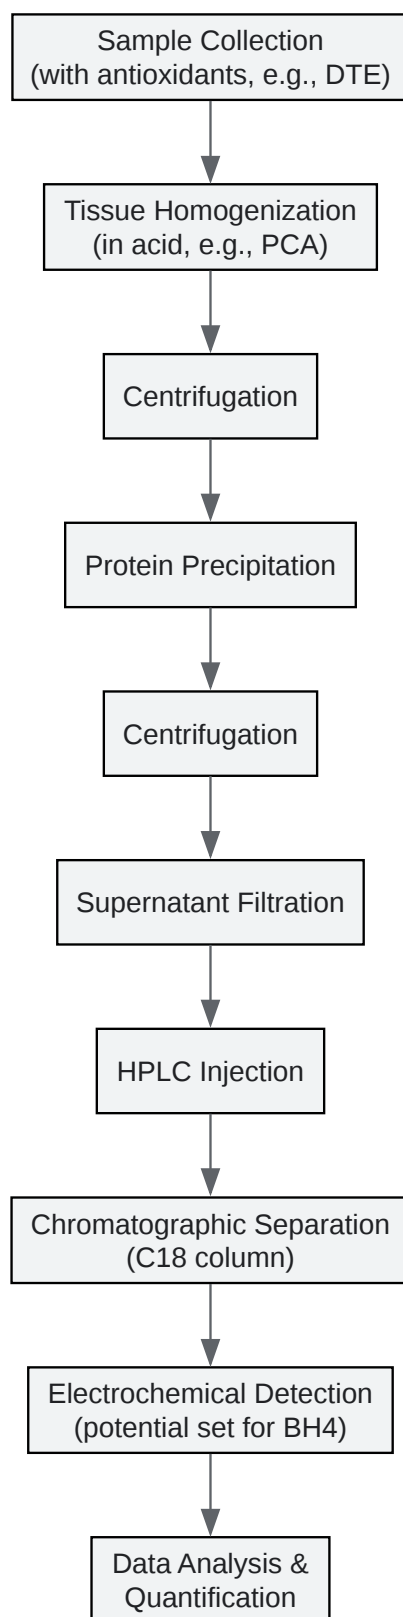 Sample Collection
(with antioxidants, e.g., DTE)
Tissue Homogenization
(in acid, e.g., PCA)
Centrifugation
Protein Precipitation
Centrifugation
Supernatant Filtration
HPLC Injection
Chromatographic Separation
(C18 column)
Electrochemical Detection
(potential set for BH4)
Data Analysis &
Quantification